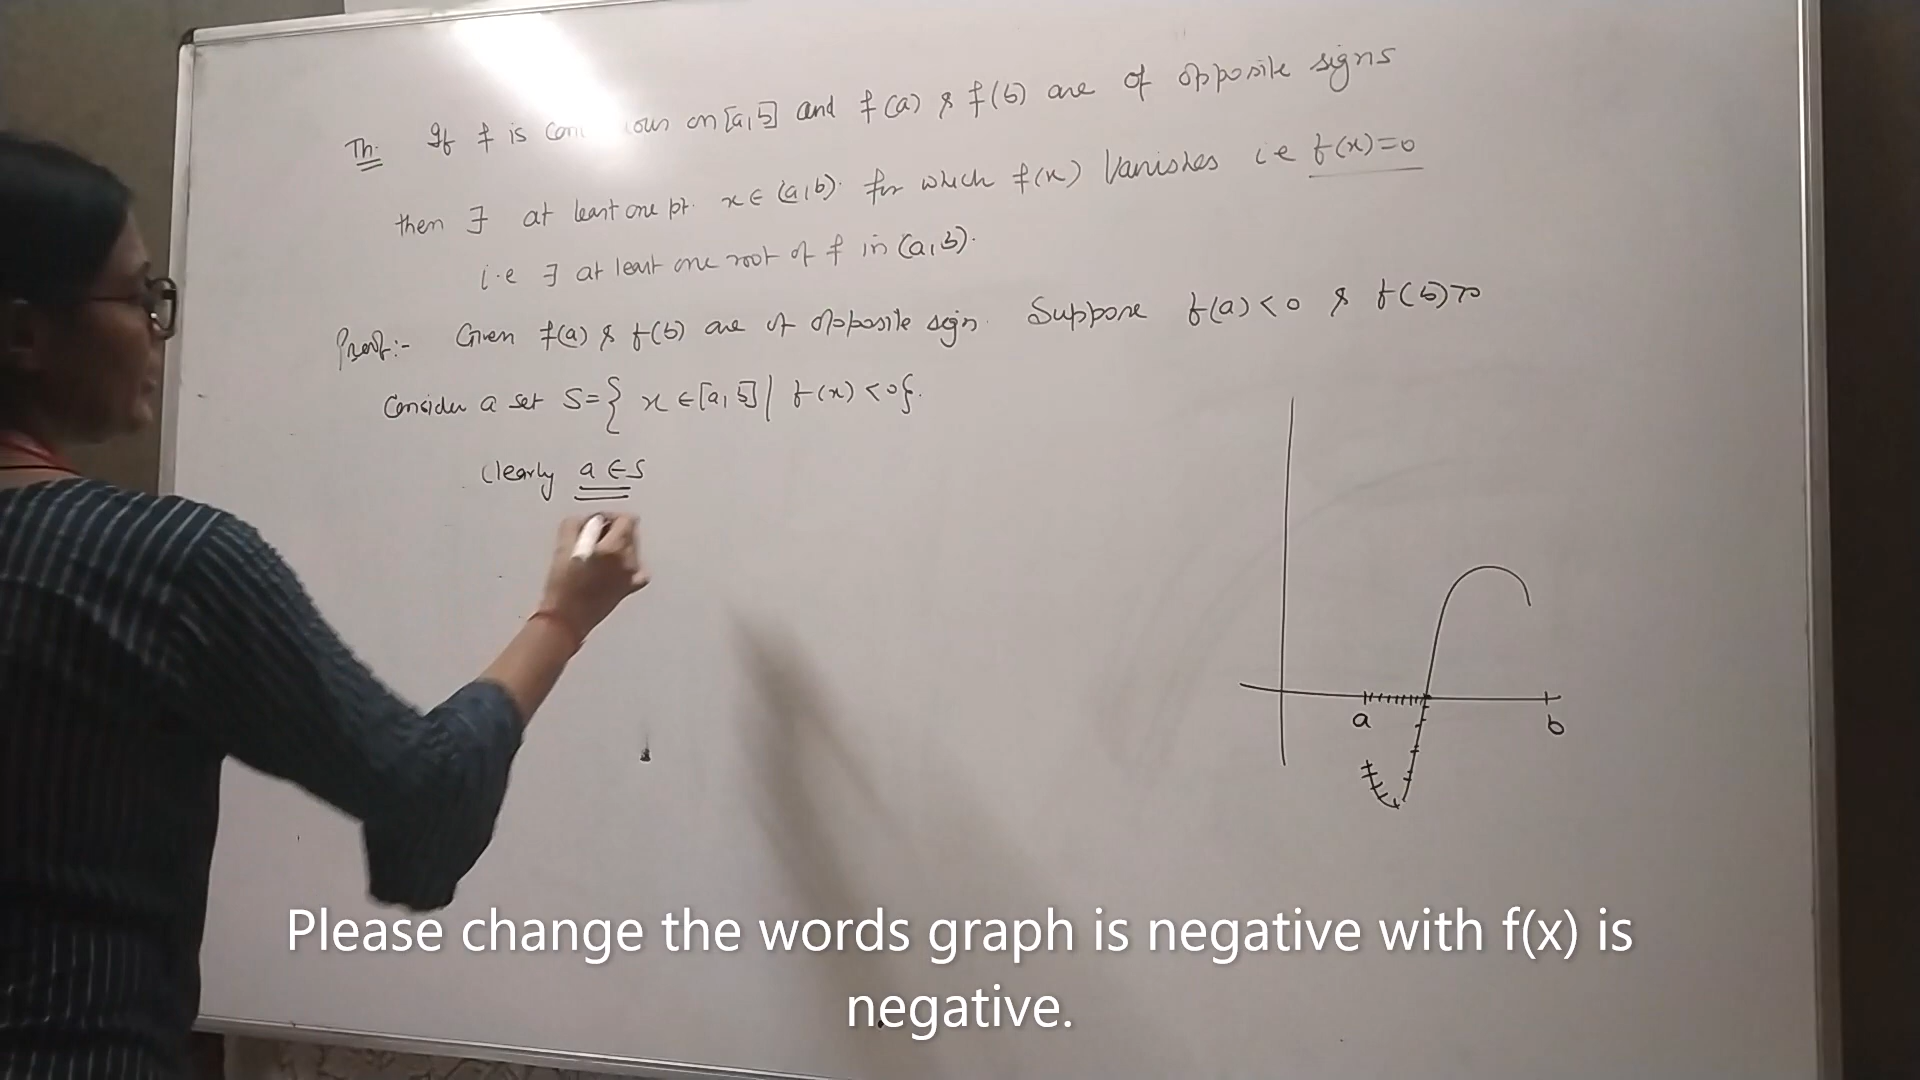 Th. If f is con ious on [a,b] and f(a) & f(b) are of opposite signs
then ∃ at least one pt. x ∈ (a,b). for which f(x) Vanishes i.e f(x)=0
i.e ∃ at least one root of f in (a,b).
Proof:- Given f(a) & f(b) are of opposite sign. Suppose f(a)<0 & f(b)>0
Consider a set S={ x ∈ [a,b] | f(x) <0}.
Clearly a ∈ S
a
b
Please change the words graph is negative with f(x) is
negative.